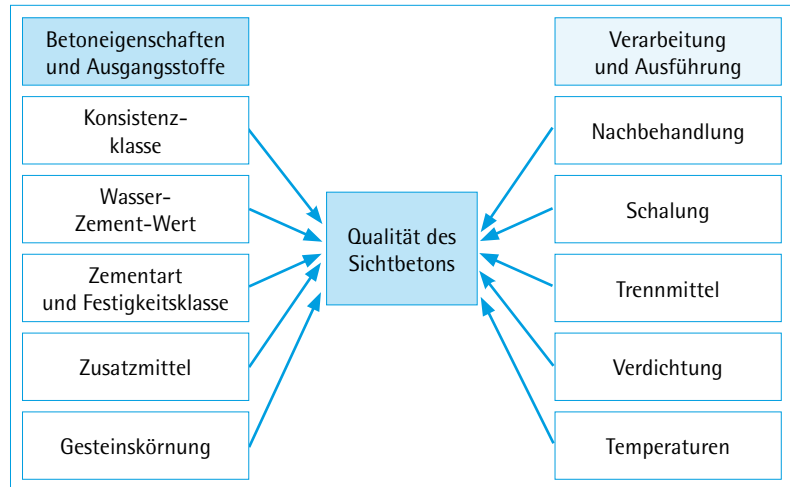 Betoneigenschaften
und Ausgangsstoffe
Konsistenz-
klasse
Wasser-
Zement-Wert
Zementart
und Festigkeitsklasse
Zusatzmittel
Gesteinskörnung
Qualität des
Sichtbetons
Verarbeitung
und Ausführung
Nachbehandlung
Schalung
Trennmittel
Verdichtung
Temperaturen